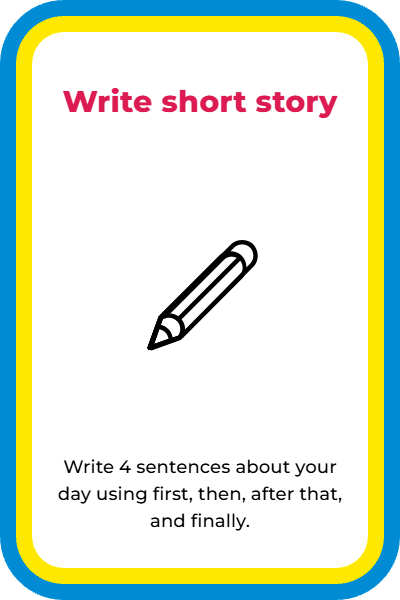 Write short story
Write 4 sentences about your
day using first, then, after that,
and finally.